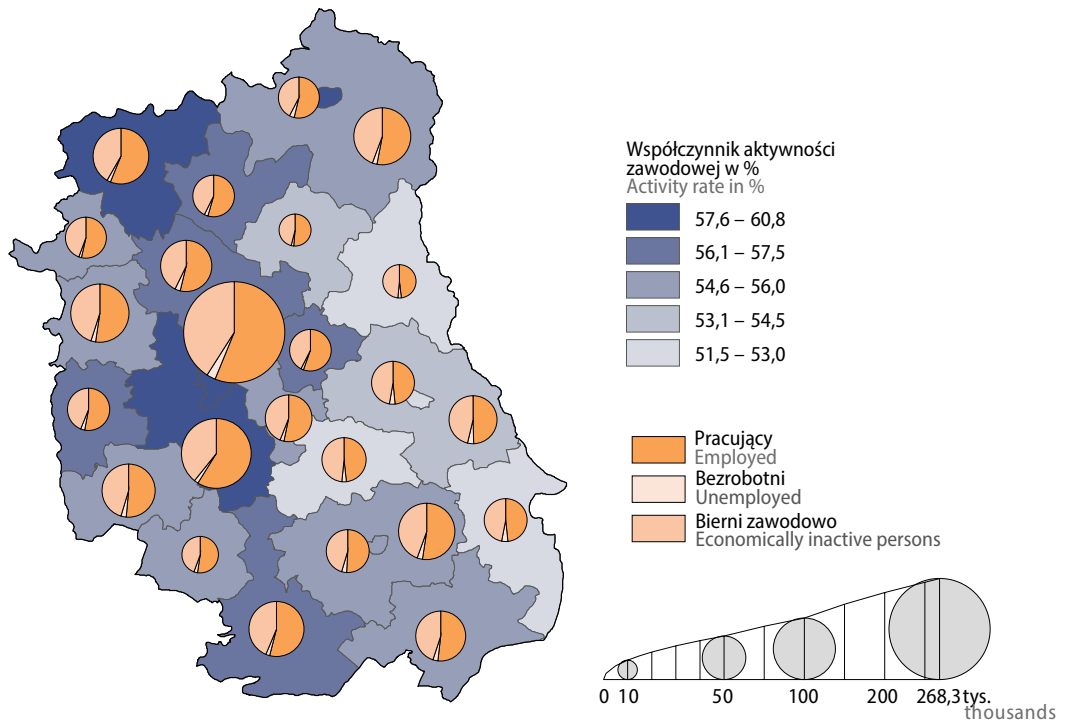 Współczynnik aktywności
zawodowej w %
Activity rate in %
57,6 – 60,8
56,1 – 57,5
54,6 – 56,0
53,1 – 54,5
51,5 – 53,0
Pracujący
Employed
Bezrobotni
Unemployed
Bierni zawodowo
Economically inactive persons
0 10 50 100 200 268,3 tys.
thousands